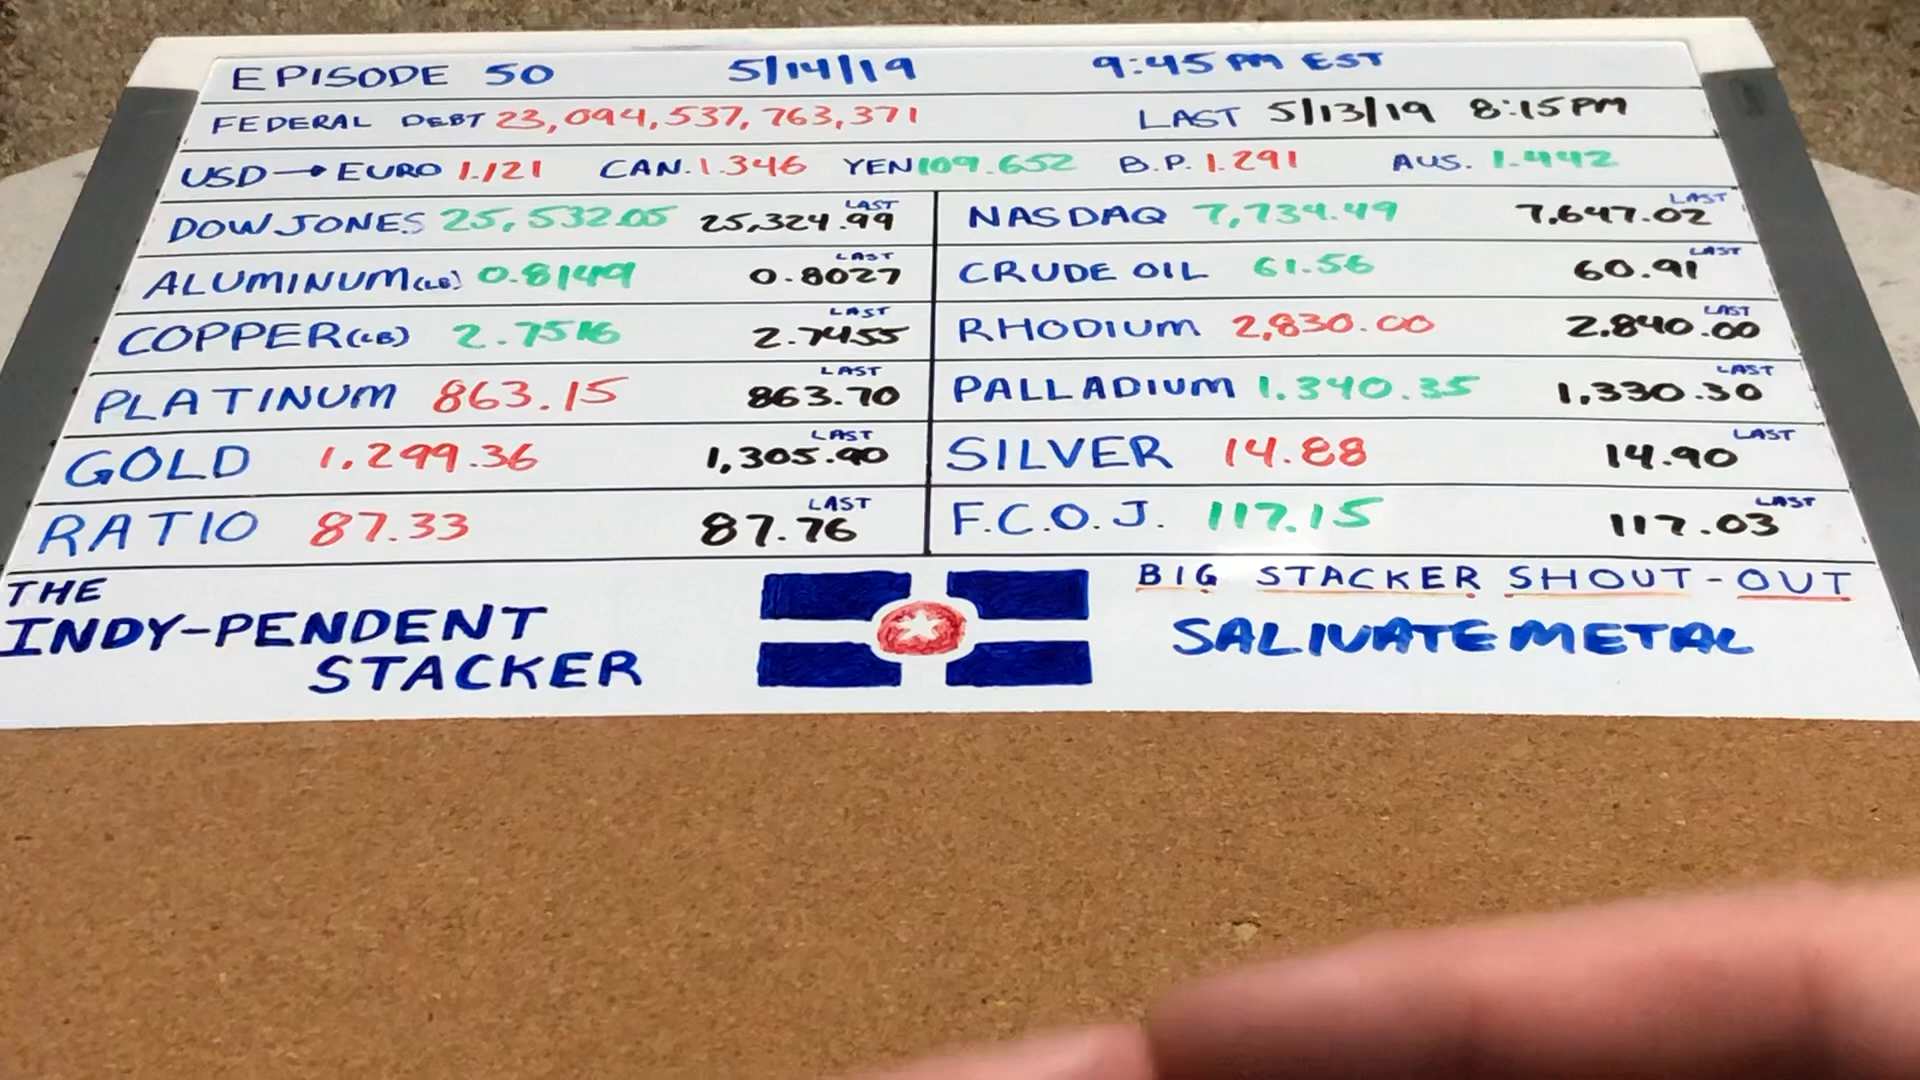 EPISODE 50 5/14/19 9:45 PM EST
FEDERAL DEBT 23,094,537,763,371 LAST 5/13/19 8:15PM
USD→EURO 1.121 CAN. 1.346 YEN 109.652 B.P. 1.291 AUS. 1.442
DOW JONES 25,532.05 LAST 25,324.99 NASDAQ 7,734.49 LAST 7,647.02
ALUMINUM(LB) 0.8149 LAST 0.8027 CRUDE OIL 61.56 LAST 60.91
COPPER(LB) 2.7516 LAST 2.7455 RHODIUM 2,830.00 LAST 2,840.00
PLATINUM 863.15 LAST 863.70 PALLADIUM 1,340.35 LAST 1,330.30
GOLD 1,299.36 LAST 1,305.90 SILVER 14.88 LAST 14.90
RATIO 87.33 LAST 87.76 F.C.O.J. 117.15 LAST 117.03
THE
INDY-PENDENT
STACKER
BIG STACKER SHOUT-OUT
SALIVATEMETAL